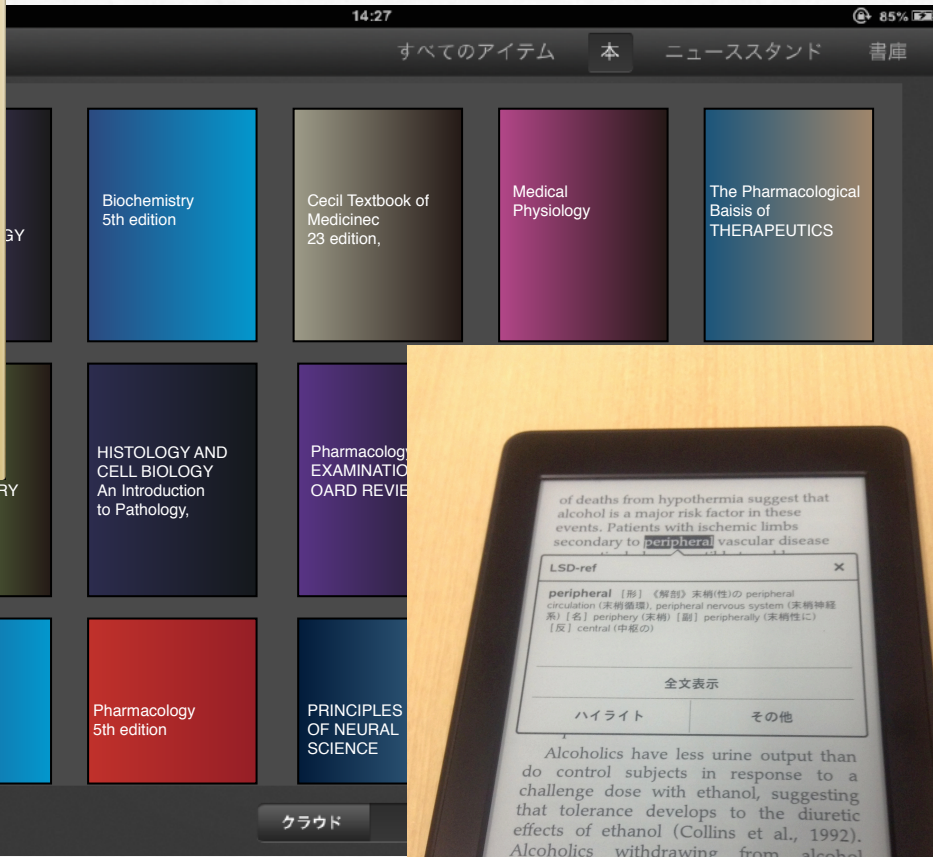 14:27
85%
すべてのアイテム 本 ニューススタンド 書庫
GY
Biochemistry
5th edition
Cecil Textbook of
Medicinec
23 edition,
Medical
Physiology
The Pharmacological
Baisis of
THERAPEUTICS
RY
HISTOLOGY AND
CELL BIOLOGY
An Introduction
to Pathology,
Pharmacology
EXAMINATIO
OARD REVIE
Pharmacology
5th edition
PRINCIPLES
OF NEURAL
SCIENCE
クラウド
of deaths from hypothermia suggest that
alcohol is a major risk factor in these
events. Patients with ischemic limbs
secondary to peripheral vascular disease
LSD-ref ×
peripheral [形] 《解剖》末梢(性)の peripheral
circulation (末梢循環), peripheral nervous system (末梢神経
系) [名] periphery (末梢) [副] peripherally (末梢性に)
[反] central (中枢の)
全文表示
ハイライト その他
Alcoholics have less urine output than
do control subjects in response to a
challenge dose with ethanol, suggesting
that tolerance develops to the diuretic
effects of ethanol (Collins et al., 1992).
Alcoholics withdrawing from alcohol